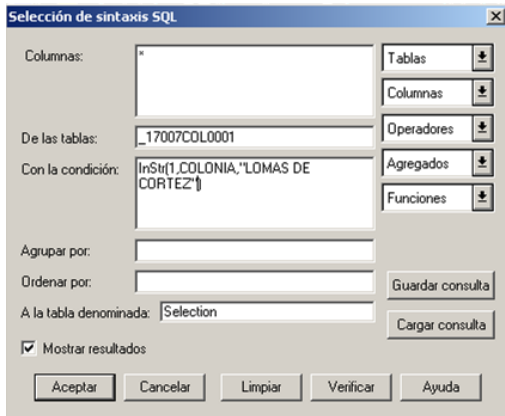 Selección de sintaxis SQL
Columnas:
*
Tablas
Columnas
Operadores
Agregados
Funciones
De las tablas:
_17007COL0001
Con la condición:
InStr(1,COLONIA,"LOMAS DE
CORTEZ")
Agrupar por:
Ordenar por:
A la tabla denominada:
Selection
Guardar consulta
Cargar consulta
Mostrar resultados
Aceptar
Cancelar
Limpiar
Verificar
Ayuda